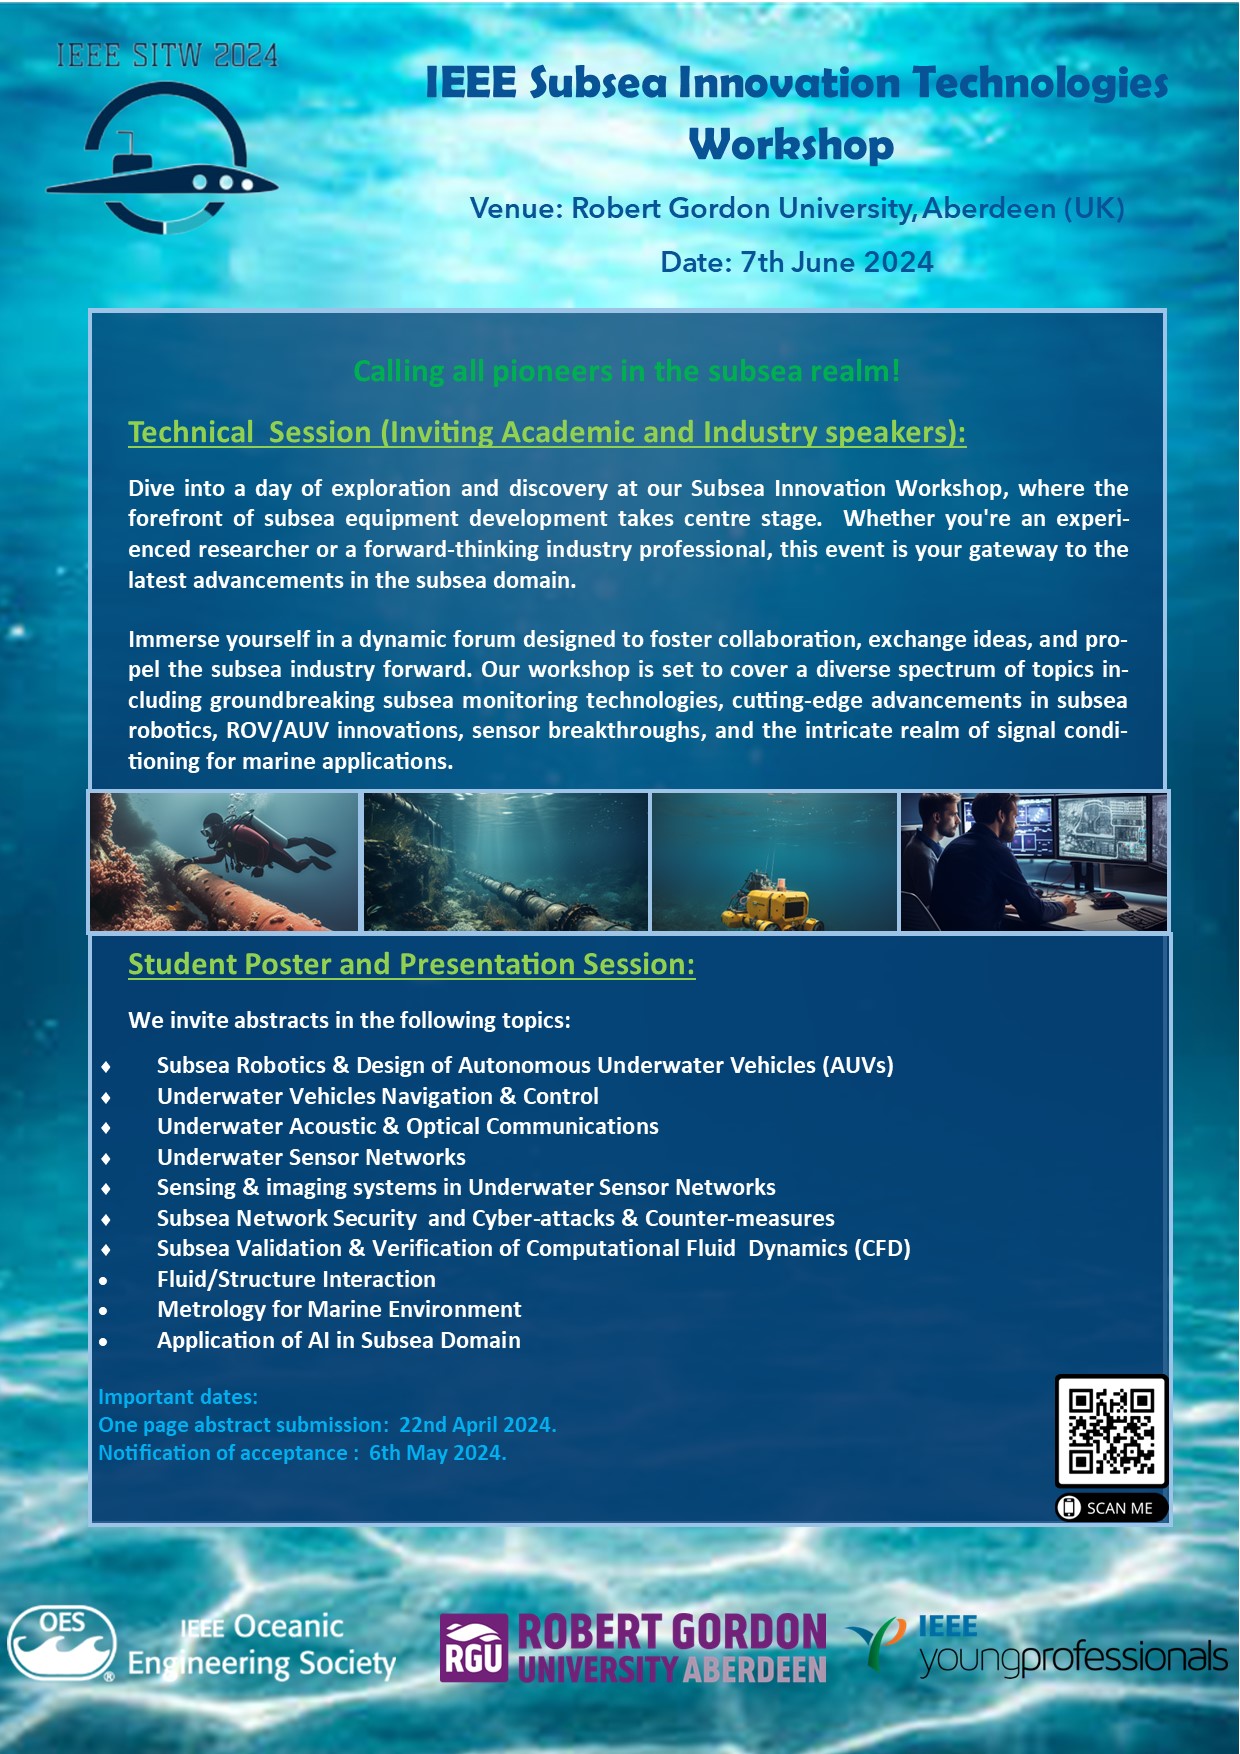 IEEE SITW 2024
IEEE Subsea Innovation Technologies
Workshop
Venue: Robert Gordon University, Aberdeen (UK)
Date: 7th June 2024
Calling all pioneers in the subsea realm!
Technical  Session (Inviting Academic and Industry speakers):
Dive into a day of exploration and discovery at our Subsea Innovation Workshop, where the
forefront of subsea equipment development takes centre stage.  Whether you're an experi-
enced researcher or a forward-thinking industry professional, this event is your gateway to the
latest advancements in the subsea domain.
Immerse yourself in a dynamic forum designed to foster collaboration, exchange ideas, and pro-
pel the subsea industry forward. Our workshop is set to cover a diverse spectrum of topics in-
cluding groundbreaking subsea monitoring technologies, cutting-edge advancements in subsea
robotics, ROV/AUV innovations, sensor breakthroughs, and the intricate realm of signal condi-
tioning for marine applications.
Student Poster and Presentation Session:
We invite abstracts in the following topics:
♦ Subsea Robotics & Design of Autonomous Underwater Vehicles (AUVs)
♦ Underwater Vehicles Navigation & Control
♦ Underwater Acoustic & Optical Communications
♦ Underwater Sensor Networks
♦ Sensing & imaging systems in Underwater Sensor Networks
♦ Subsea Network Security  and Cyber-attacks & Counter-measures
♦ Subsea Validation & Verification of Computational Fluid  Dynamics (CFD)
• Fluid/Structure Interaction
• Metrology for Marine Environment
• Application of AI in Subsea Domain
Important dates:
One page abstract submission:  22nd April 2024.
Notification of acceptance :  6th May 2024.
SCAN ME
OES ®
IEEE Oceanic
Engineering Society
RGU
ROBERT GORDON
UNIVERSITY ABERDEEN
IEEE
youngprofessionals